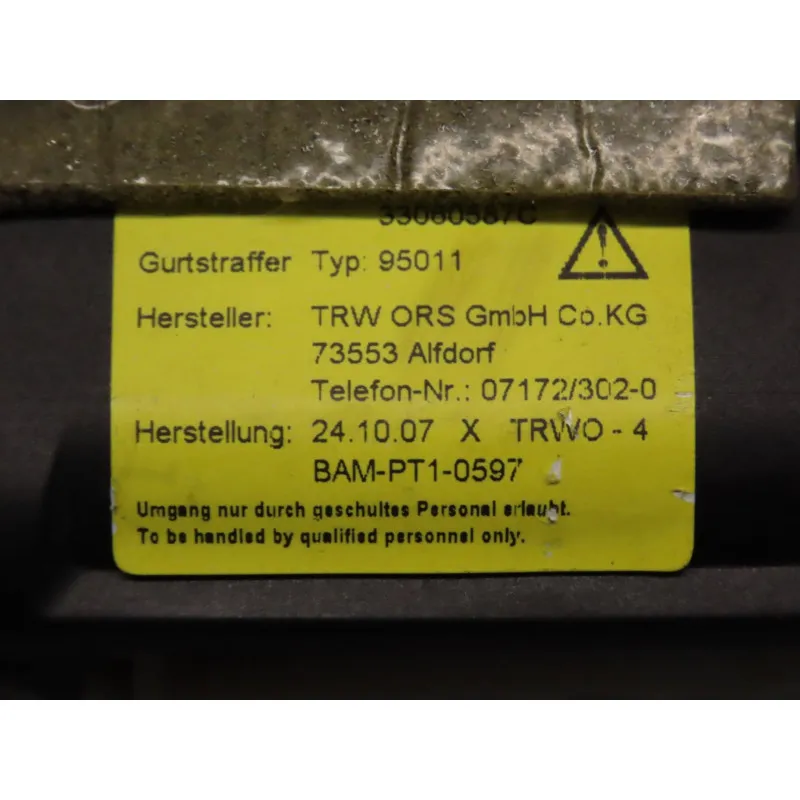 33060587C
Gurtstraffer Typ: 95011
Hersteller: TRW ORS GmbH Co.KG
73553 Alfdorf
Telefon-Nr.: 07172/302-0
Herstellung: 24.10.07 X TRWO - 4
BAM-PT1-0597
Umgang nur durch geschultes Personal erlaubt.
To be handled by qualified personnel only.